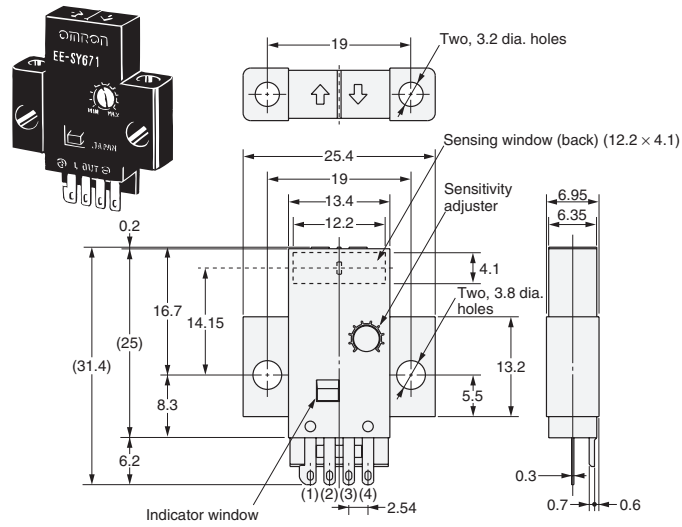 OMRON
EE-SY671
MIN MAX
JAPAN
⊕ L OUT ⊖
19
Two, 3.2 dia. holes
Sensing window (back) (12.2 × 4.1)
25.4
19
Sensitivity
adjuster
13.4
12.2
6.95
6.35
0.2
4.1
Two, 3.8 dia.
holes
16.7
14.15
(25)
(31.4)
13.2
5.5
8.3
6.2
(1) (2) (3) (4)
2.54
Indicator window
0.3
0.7
0.6